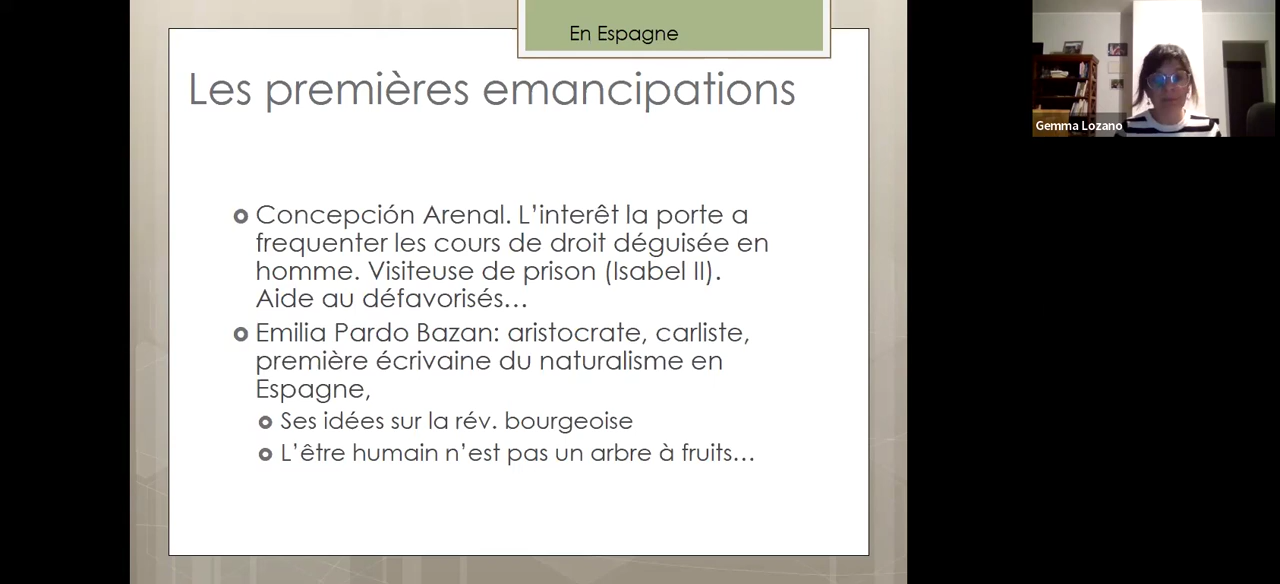 En Espagne
Les premières emancipations
Concepción Arenal. L'interêt la porte a
frequenter les cours de droit déguisée en
homme. Visiteuse de prison (Isabel II).
Aide au défavorisés…
Emilia Pardo Bazan: aristocrate, carliste,
première écrivaine du naturalisme en
Espagne,
Ses idées sur la rév. bourgeoise
L'être humain n'est pas un arbre à fruits…
Gemma Lozano